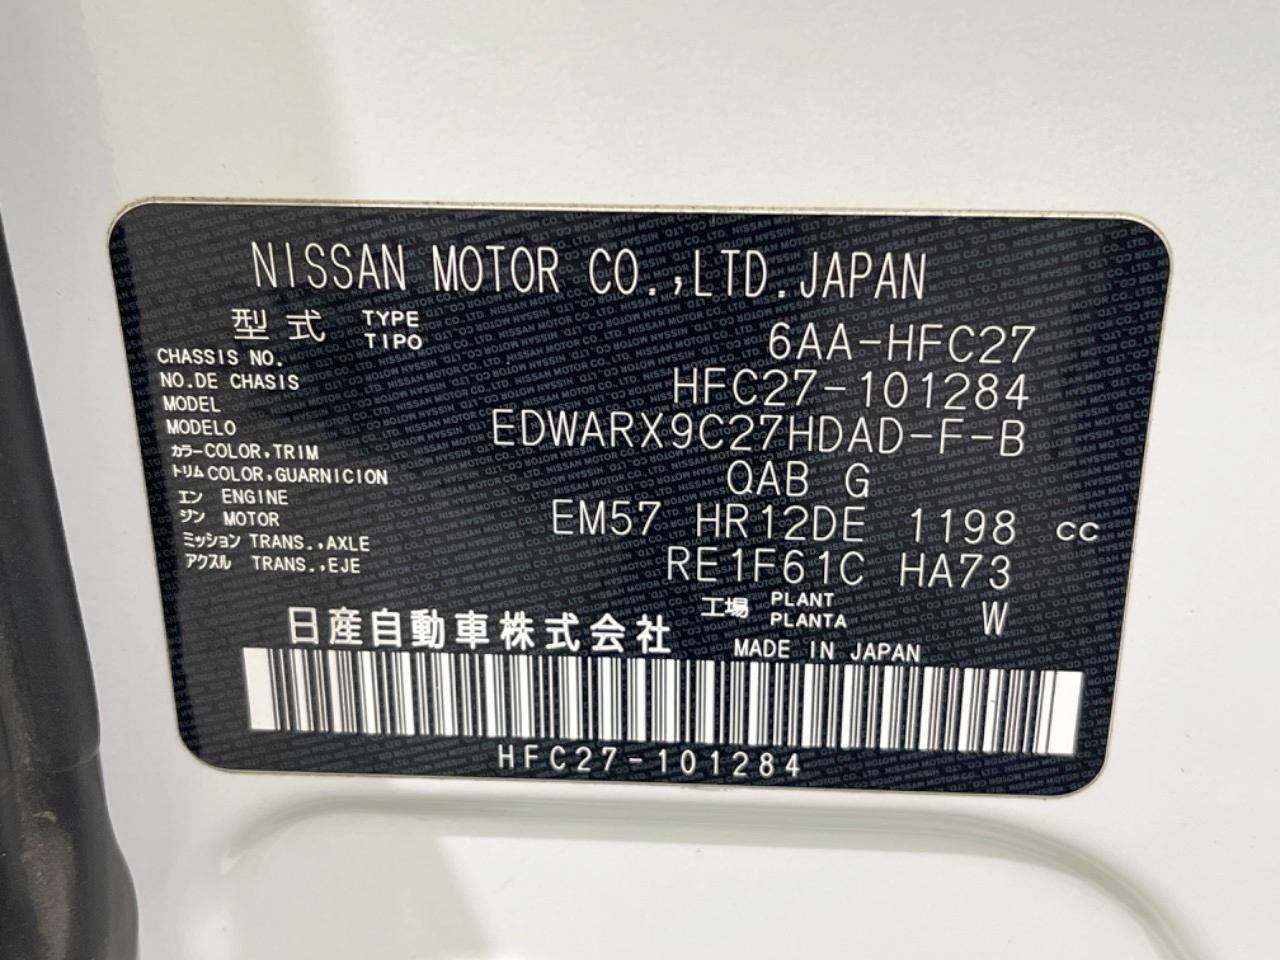 NISSAN MOTOR CO.,LTD.JAPAN
型式 TYPE TIPO 6AA-HFC27
CHASSIS NO. NO.DE CHASIS HFC27-101284
MODEL MODELO EDWARX9C27HDAD-F-B
カラー COLOR,TRIM トリム COLOR,GUARNICION QAB G
エン ENGINE ジン MOTOR EM57 HR12DE 1198 cc
ミッション TRANS.,AXLE アクスル TRANS.,EJE RE1F61C HA73
工場 PLANT PLANTA W
日産自動車株式会社 MADE IN JAPAN
HFC27-101284